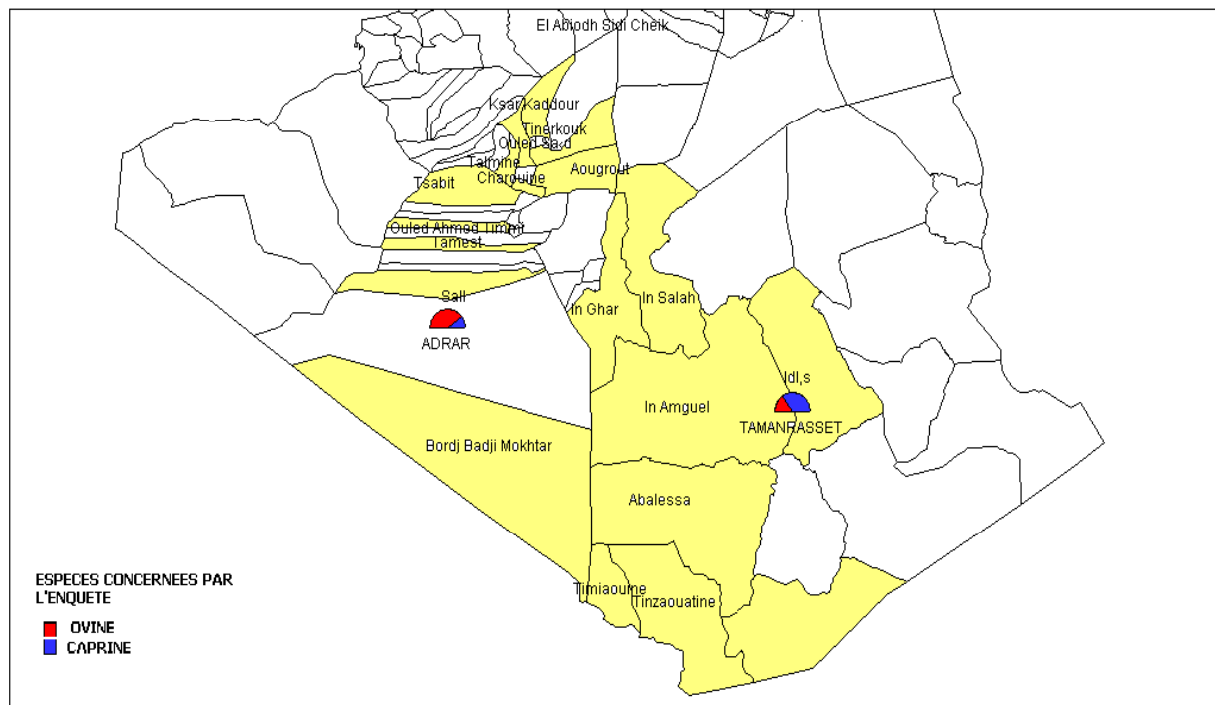 El Abiodh Sidi Cheik
Ksar Kaddour
Tinerkouk
Ouled Sa‚d
Talmine
Charouine
Aougrout
Tsabit
Ouled Ahmed Timmi
Tamest
Sali
In Ghar
In Salah
ADRAR
Idl‚s
In Amguel
TAMANRASSET
Bordj Badji Mokhtar
Abalessa
Timiaouine
Tinzaouatine
ESPECES CONCERNEES PAR
L'ENQUETE
OVINE
CAPRINE